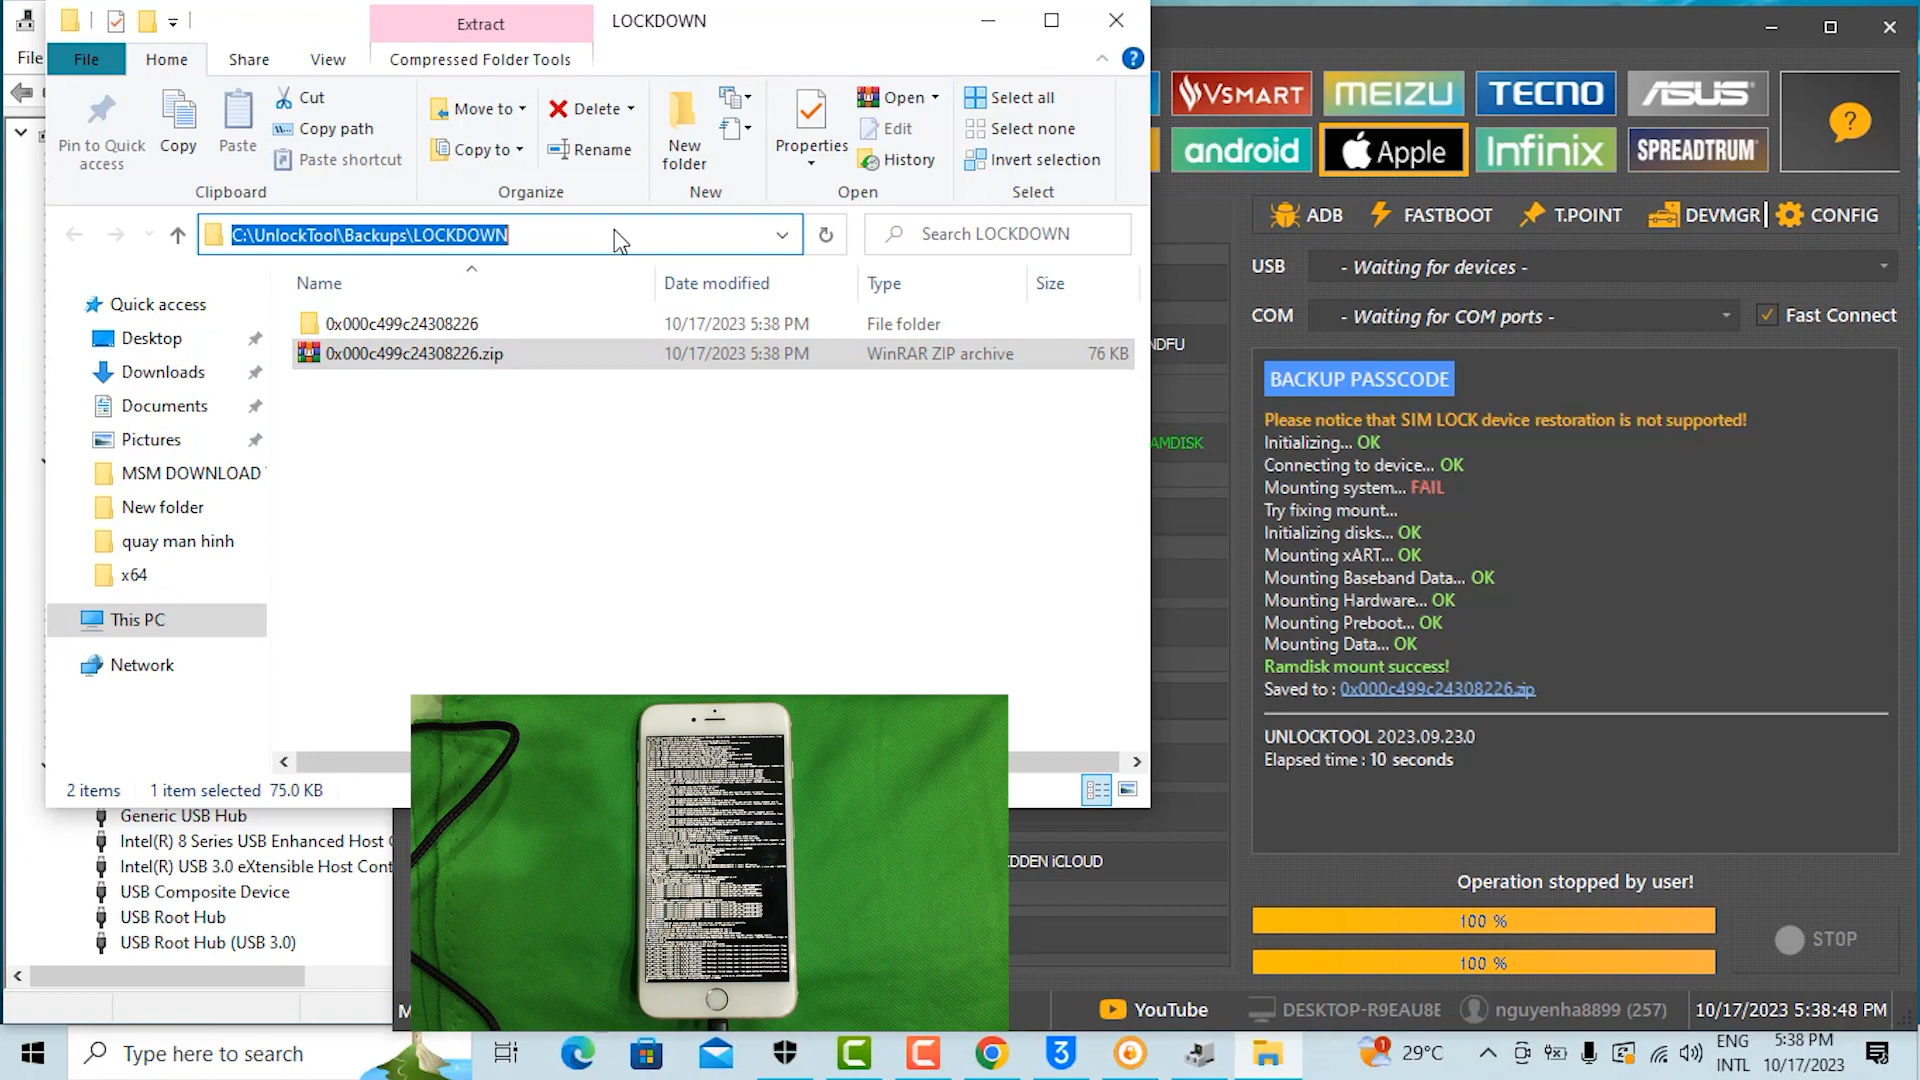 Extract
LOCKDOWN
File
File
Home
Share
View
Compressed Folder Tools
Pin to Quick access
Copy
Paste
Cut
Copy path
Paste shortcut
Clipboard
Move to
Copy to
Delete
Rename
Organize
New folder
New
Properties
Open
Edit
History
Open
Select all
Select none
Invert selection
Select
C:\UnlockTool\Backups\LOCKDOWN
Search LOCKDOWN
Name
Date modified
Type
Size
0x000c499c24308226
10/17/2023 5:38 PM
File folder
0x000c499c24308226.zip
10/17/2023 5:38 PM
WinRAR ZIP archive
76 KB
Quick access
Desktop
Downloads
Documents
Pictures
MSM DOWNLOAD
New folder
quay man hinh
x64
This PC
Network
2 items
1 item selected 75.0 KB
Generic USB Hub
Intel(R) 8 Series USB Enhanced Host C
Intel(R) USB 3.0 eXtensible Host Cont
USB Composite Device
USB Root Hub
USB Root Hub (USB 3.0)
VSMART
MEIZU
TECNO
ASUS
android
Apple
Infinix
SPREADTRUM
?
ADB
FASTBOOT
T.POINT
DEVMGR
CONFIG
USB
- Waiting for devices -
COM
- Waiting for COM ports -
Fast Connect
NDFU
AMDISK
DDEN iCLOUD
BACKUP PASSCODE
Please notice that SIM LOCK device restoration is not supported!
Initializing... OK
Connecting to device... OK
Mounting system... FAIL
Try fixing mount...
Initializing disks... OK
Mounting xART... OK
Mounting Baseband Data... OK
Mounting Hardware... OK
Mounting Preboot... OK
Mounting Data... OK
Ramdisk mount success!
Saved to : 0x000c499c24308226.zip
UNLOCKTOOL 2023.09.23.0
Elapsed time : 10 seconds
Operation stopped by user!
100 %
100 %
STOP
M
YouTube
DESKTOP-R9EAU8E
nguyenha8899 (257)
10/17/2023 5:38:48 PM
Type here to search
29°C
ENG
INTL
5:38 PM
10/17/2023